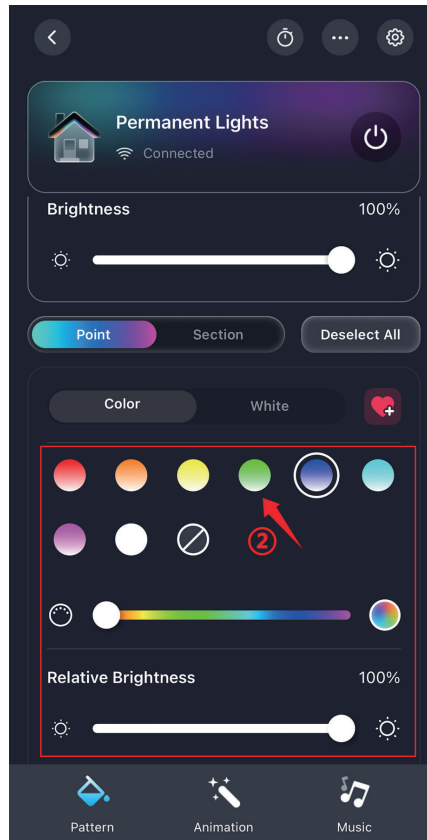 Permanent Lights
Connected
Brightness 100%
Point Section Deselect All
Color White
②
Relative Brightness 100%
Pattern Animation Music